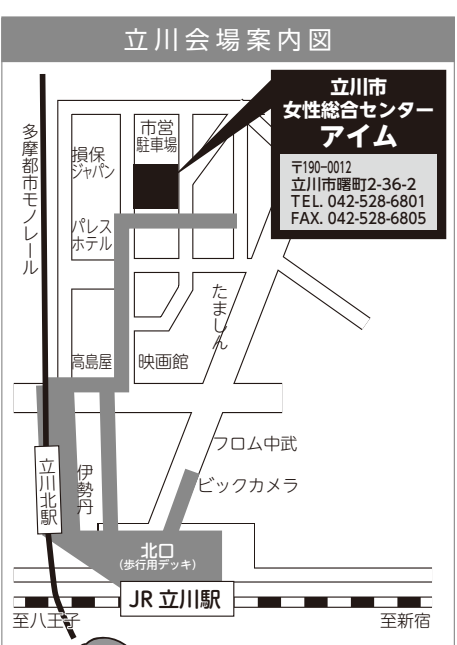 立川会場案内図
立川市
女性総合センター
アイム
〒190-0012
立川市曙町2-36-2
TEL. 042-528-6801
FAX. 042-528-6805
多摩都市モノレール
市営
駐車場
損保
ジャパン
パレス
ホテル
たましん
高島屋
映画館
フロム中武
ビックカメラ
立川北駅
伊勢丹
北口
(歩行用デッキ)
JR 立川駅
至八王子
至新宿